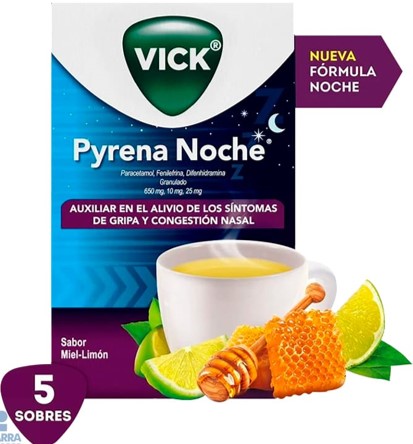 VICK®
NUEVA
FÓRMULA
NOCHE
Pyrena Noche®
Paracetamol, Fenilefrina, Difenhidramina
Granulado
650 mg, 10 mg, 25 mg
AUXILIAR EN EL ALIVIO DE LOS SÍNTOMAS
DE GRIPA Y CONGESTIÓN NASAL
Sabor
Miel-Limón
5
SOBRES